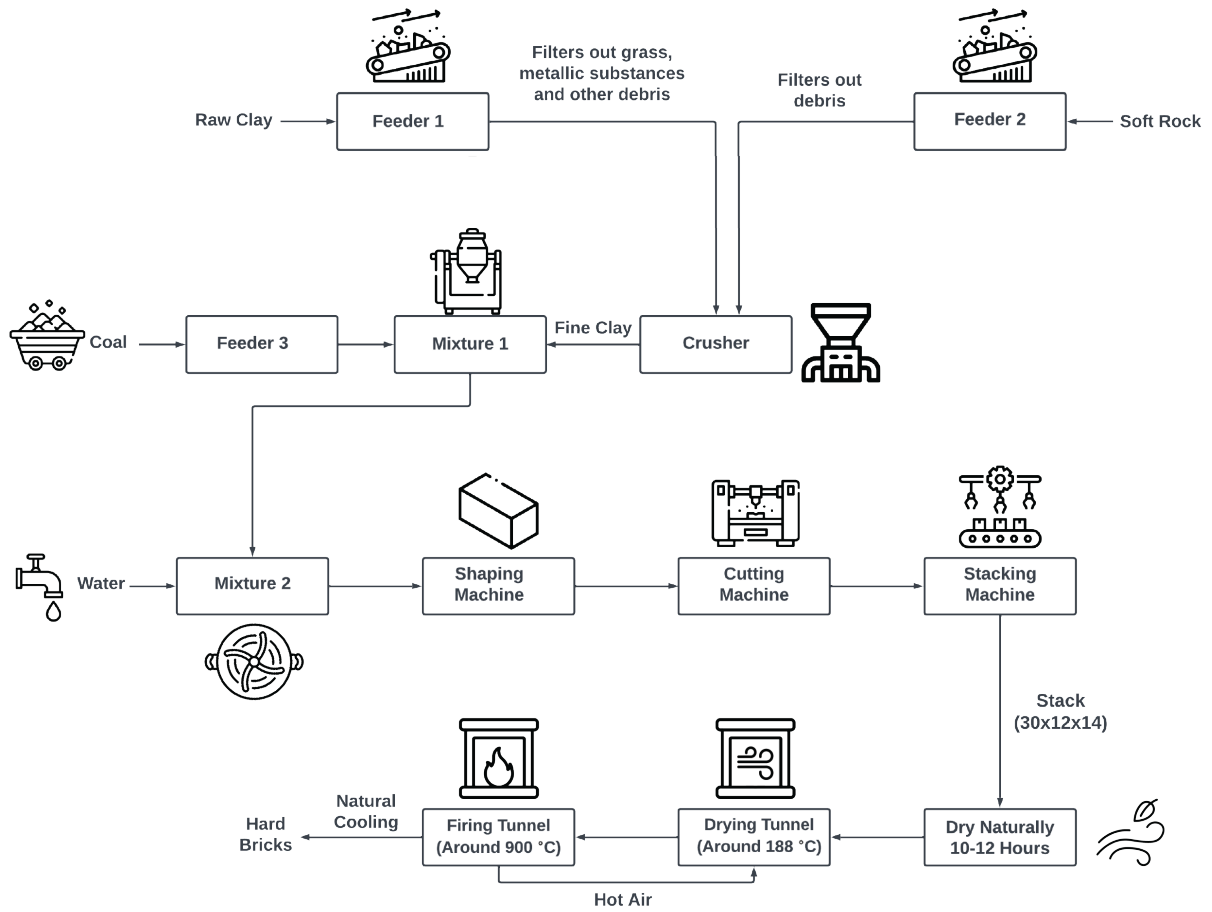 Filters out grass,
metallic substances
and other debris
Filters out
debris
Raw Clay
Feeder 1
Feeder 2
Soft Rock
Coal
Feeder 3
Mixture 1
Fine Clay
Crusher
Water
Mixture 2
Shaping
Machine
Cutting
Machine
Stacking
Machine
Stack
(30x12x14)
Hard
Bricks
Natural
Cooling
Firing Tunnel
(Around 900 °C)
Drying Tunnel
(Around 188 °C)
Dry Naturally
10-12 Hours
Hot Air